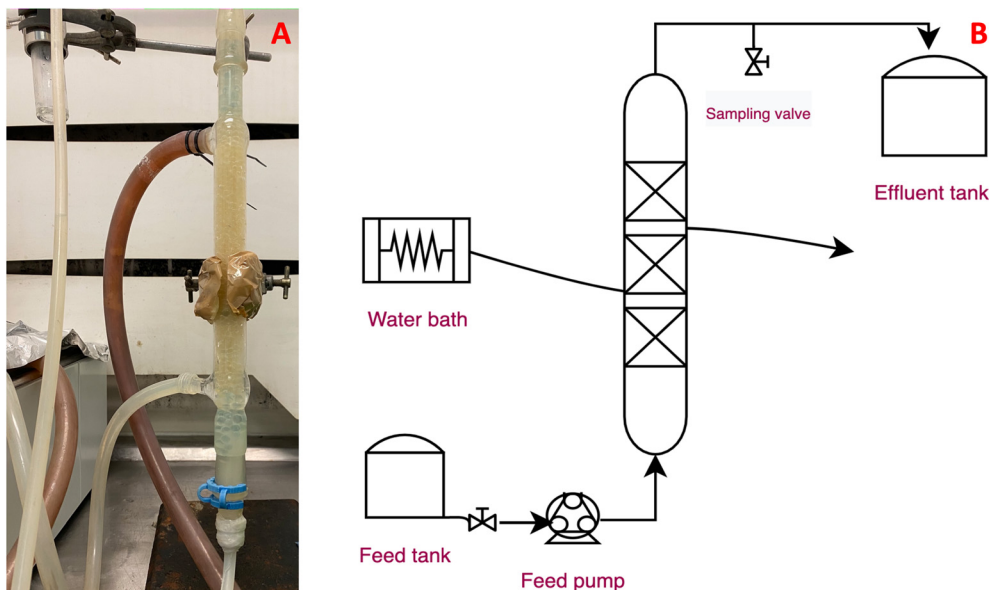 A
B
Sampling valve
Effluent tank
Water bath
Feed tank
Feed pump